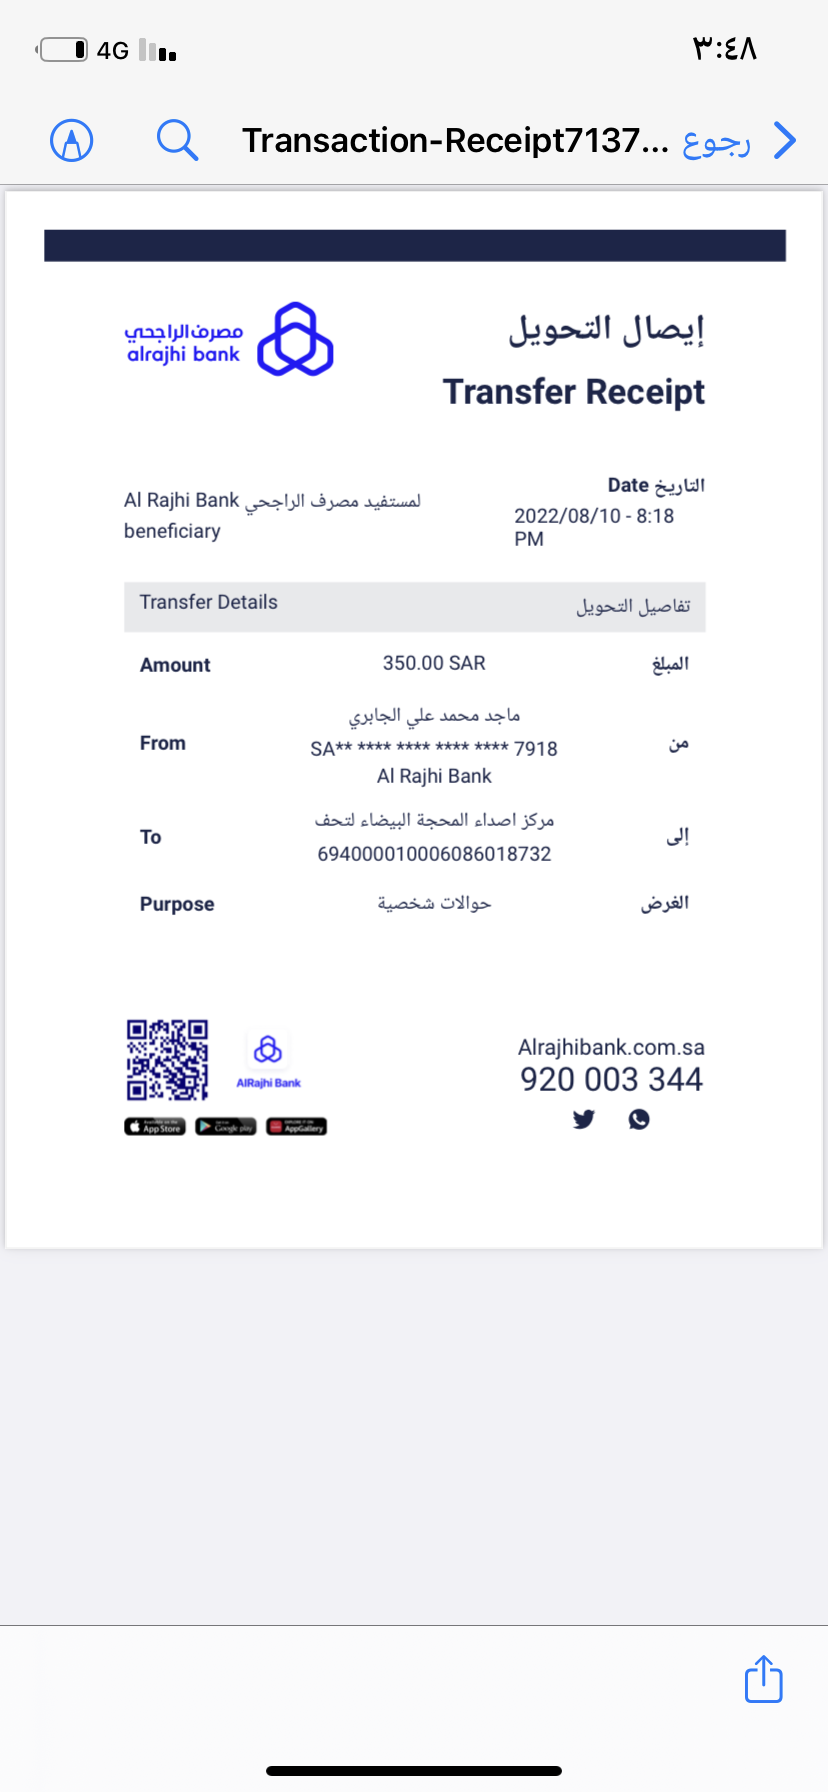 4G
٣:٤٨
Transaction-Receipt7137...
رجوع
مصرف الراجحي
alrajhi bank
إيصال التحويل
Transfer Receipt
Al Rajhi Bank لمستفيد مصرف الراجحي
beneficiary
Date التاريخ
2022/08/10 - 8:18
PM
Transfer Details
تفاصيل التحويل
Amount
350.00 SAR
المبلغ
From
ماجد محمد علي الجابري
SA** **** **** **** **** 7918
Al Rajhi Bank
من
To
مركز اصداء المحجة البيضاء لتحف
694000010006086018732
إلى
Purpose
حوالات شخصية
الغرض
AlRajhi Bank
App Store
Google play
AppGallery
Alrajhibank.com.sa
920 003 344